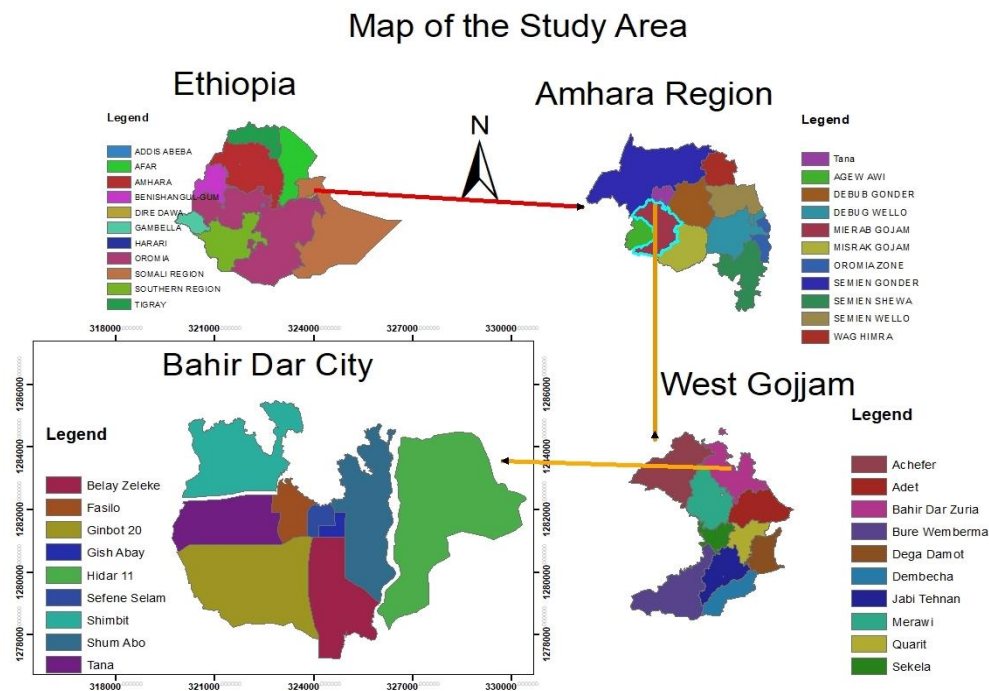 Map of the Study Area
Ethiopia
Legend
ADDIS ABEBA
AFAR
AMHARA
BENISHANGUL-GUM
DIRE DAWA
GAMBELLA
HARARI
OROMIA
SOMALI REGION
SOUTHERN REGION
TIGRAY
N
Amhara Region
Legend
Tana
AGEW AWI
DEBUB GONDER
DEBUG WELLO
MIERAB GOJAM
MISRAK GOJAM
OROMIA ZONE
SEMIEN GONDER
SEMIEN SHEWA
SEMIEN WELLO
WAG HIMRA
318000 321000 324000 327000 330000
Bahir Dar City
Legend
Belay Zeleke
Fasilo
Ginbot 20
Gish Abay
Hidar 11
Sefene Selam
Shimbit
Shum Abo
Tana
1286000
1284000
1282000
1280000
1278000
1286000
1284000
1282000
1280000
1278000
318000 321000 324000 327000 330000
West Gojjam
Legend
Achefer
Adet
Bahir Dar Zuria
Bure Wemberma
Dega Damot
Dembecha
Jabi Tehnan
Merawi
Quarit
Sekela